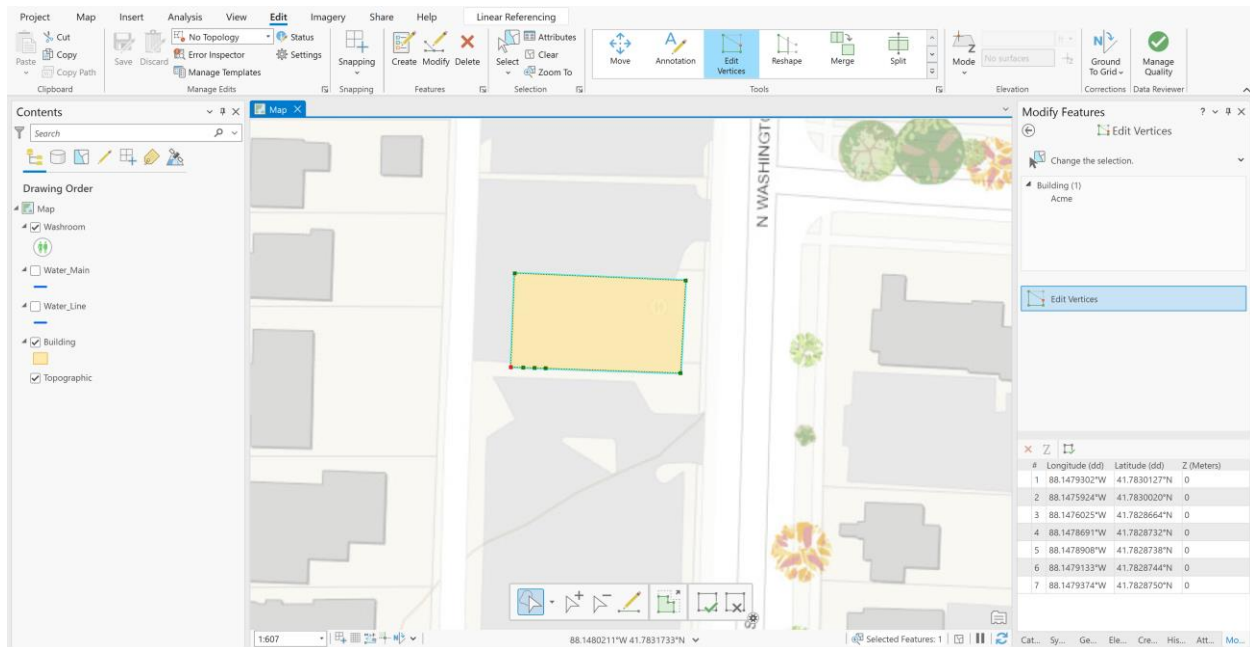 Project Map Insert Analysis View Edit Imagery Share Help Linear Referencing
Paste
Cut
Copy
Copy Path
Clipboard
Save Discard
No Topology
Error Inspector
Manage Templates
Status
Settings
Manage Edits
Snapping
Snapping
Create Modify Delete
Features
Select
Attributes
Clear
Zoom To
Selection
Move Annotation Edit Vertices Reshape Merge Split
Tools
Mode
No surfaces
Elevation
Ground To Grid
Corrections
Manage Quality
Data Reviewer
Contents
Search
Drawing Order
Map
Washroom
Water_Main
Water_Line
Building
Topographic
Map
N WASHINGTO
1:607
88.1480211°W 41.7831733°N
Selected Features: 1
Modify Features
Edit Vertices
Change the selection.
Building (1)
Acme
Edit Vertices
# Longitude (dd) Latitude (dd) Z (Meters)
1 88.1479302°W 41.7830127°N 0
2 88.1475924°W 41.7830020°N 0
3 88.1476025°W 41.7828664°N 0
4 88.1478691°W 41.7828732°N 0
5 88.1478908°W 41.7828738°N 0
6 88.1479133°W 41.7828744°N 0
7 88.1479374°W 41.7828750°N 0
Cat... Sy... Ge... Ele... Cre... His... Att... Mo...